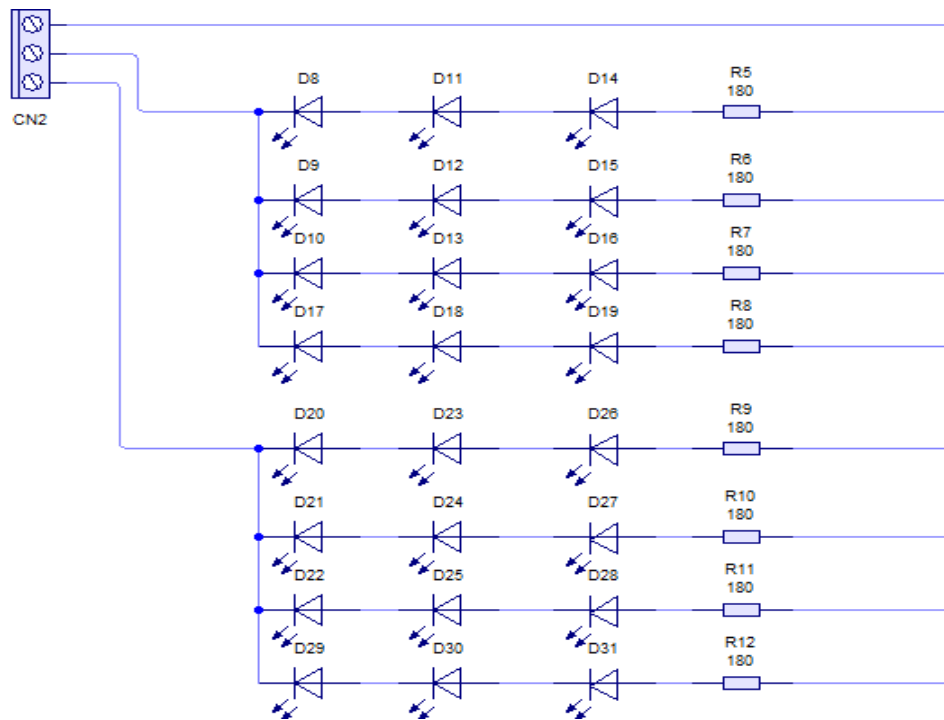 CN2
D8 D11 D14 R5
180
D9 D12 D15 R6
180
D10 D13 D16 R7
180
D17 D18 D19 R8
180
D20 D23 D26 R9
180
D21 D24 D27 R10
180
D22 D25 D28 R11
180
D29 D30 D31 R12
180